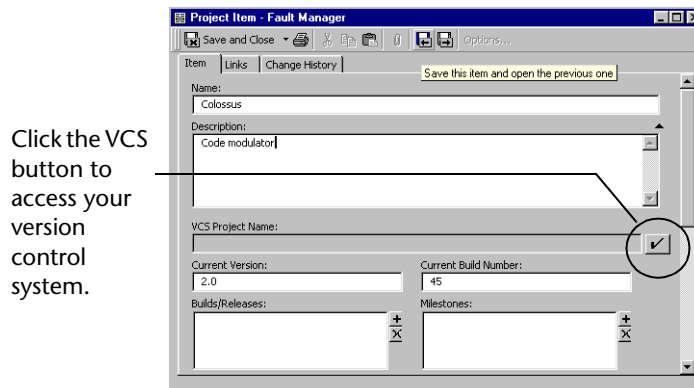 Project Item - Fault Manager
Save and Close
Options...
Item Links Change History
Save this item and open the previous one
Name:
Colossus
Description:
Code modulator
Click the VCS
button to
access your
version
control
system.
VCS Project Name:
Current Version: Current Build Number:
2.0 45
Builds/Releases: Milestones: